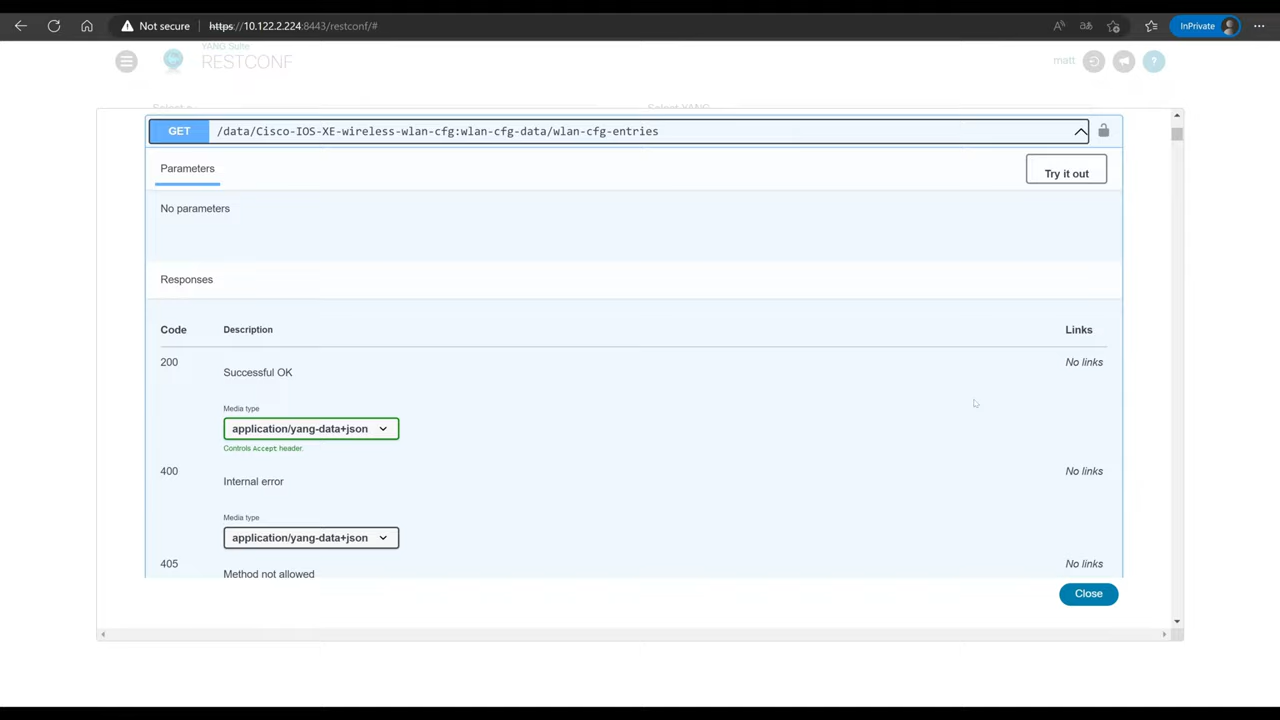 Not secure https://10.122.2.224:8443/restconf/#
InPrivate
YANG Suite
RESTCONF
matt
?
Select YANG
GET /data/Cisco-IOS-XE-wireless-wlan-cfg:wlan-cfg-data/wlan-cfg-entries
Parameters
Try it out
No parameters
Responses
Code Description Links
200 Successful OK No links
Media type
application/yang-data+json
Controls Accept header.
400 Internal error No links
Media type
application/yang-data+json
405 Method not allowed No links
Close